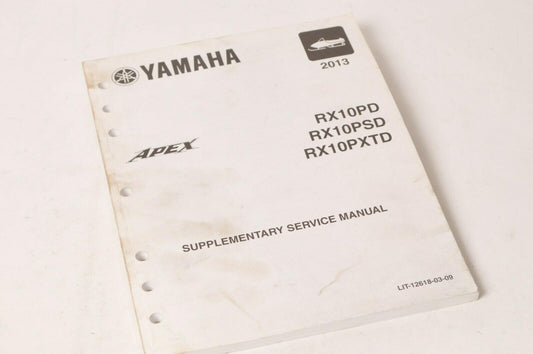 YAMAHA
2013
RX10PD
RX10PSD
RX10PXTD
APEX
SUPPLEMENTARY SERVICE MANUAL
LIT-12618-03-09